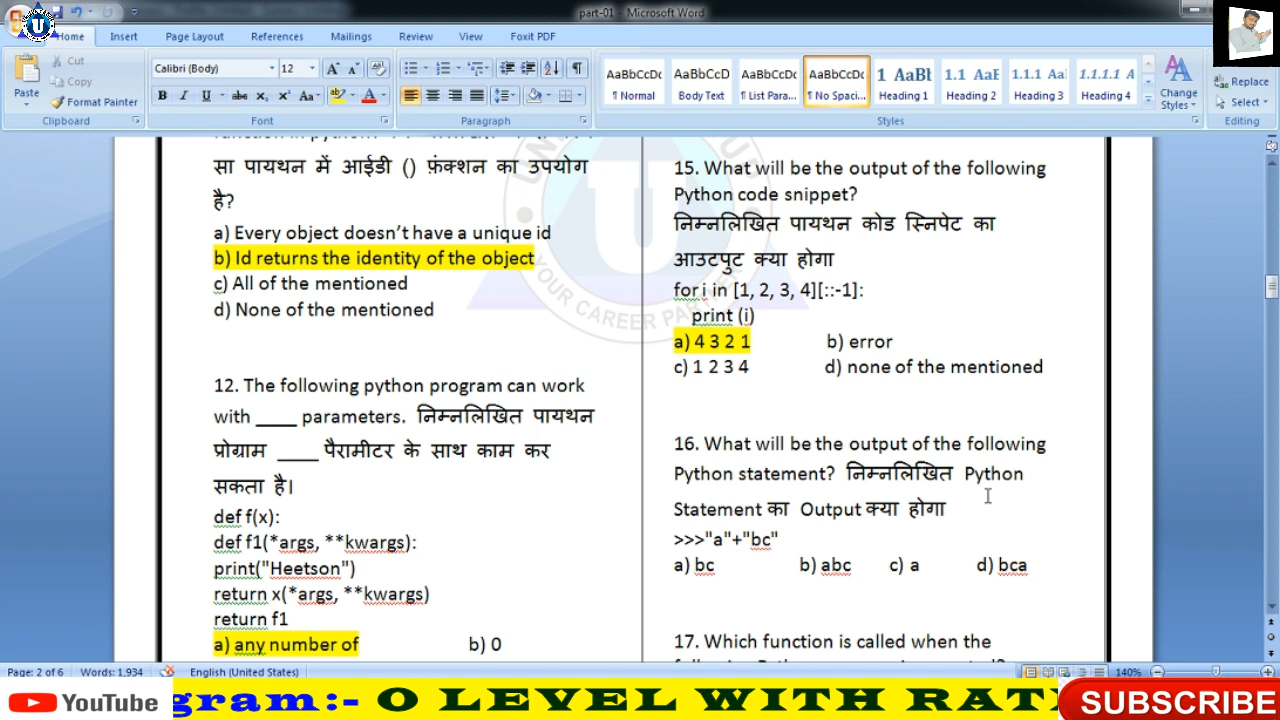 part-01 - Microsoft Word
Home Insert Page Layout References Mailings Review View Foxit PDF
Cut
Copy
Format Painter
Paste
Clipboard
Calibri (Body) 12
Font
Paragraph
AaBbCcDc AaBbCcD AaBbCcDc AaBbCcDc 1 AaBb 1.1 AaE 1.1.1 Aa 1.1.1.1 A
¶ Normal Body Text ¶ List Para... ¶ No Spaci... Heading 1 Heading 2 Heading 3 Heading 4
Styles
Change Styles
Replace
Select
Editing
सा पायथन में आईडी () फ़ंक्शन का उपयोग
है?
a) Every object doesn’t have a unique id
b) Id returns the identity of the object
c) All of the mentioned
d) None of the mentioned
12. The following python program can work
with ____ parameters. निम्नलिखित पायथन
प्रोग्राम ____ पैरामीटर के साथ काम कर
सकता है।
def f(x):
def f1(*args, **kwargs):
print("Heetson")
return x(*args, **kwargs)
return f1
a) any number of b) 0
15. What will be the output of the following
Python code snippet?
निम्नलिखित पायथन कोड स्निपेट का
आउटपुट क्या होगा
for i in [1, 2, 3, 4][::-1]:
print (i)
a) 4 3 2 1 b) error
c) 1 2 3 4 d) none of the mentioned
16. What will be the output of the following
Python statement? निम्नलिखित Python
Statement का Output क्या होगा
>>>"a"+"bc"
a) bc b) abc c) a d) bca
17. Which function is called when the
YOUR CAREER PART
Page: 2 of 6 Words: 1,934 English (United States) 140%
YouTube
gram:- O LEVEL WITH RAT
SUBSCRIBE